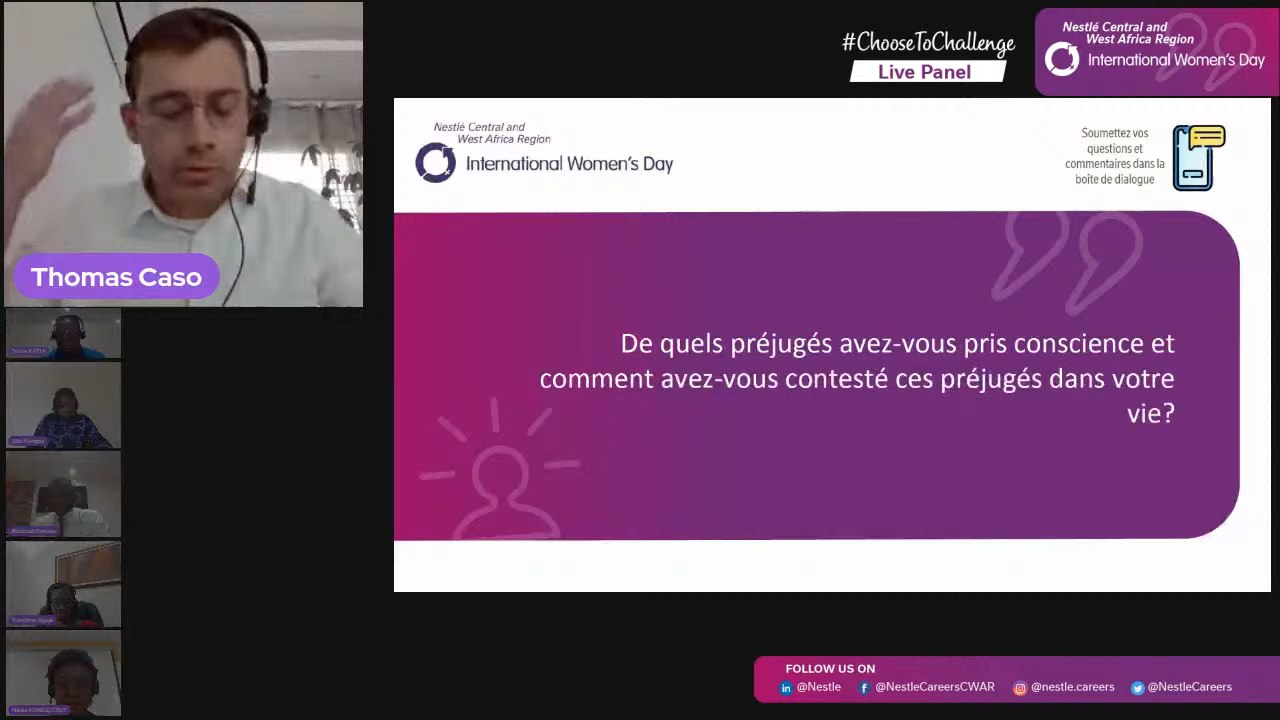 #ChooseToChallenge
Live Panel
Nestlé Central and
West Africa Region
International Women's Day
Thomas Caso
Nestlé Central and
West Africa Region
International Women's Day
Soumettez vos
questions et
commentaires dans la
boîte de dialogue
De quels préjugés avez-vous pris conscience et
comment avez-vous contesté ces préjugés dans votre
vie?
FOLLOW US ON
@Nestle
@NestleCareersCWAR
@nestle.careers
@NestleCareers